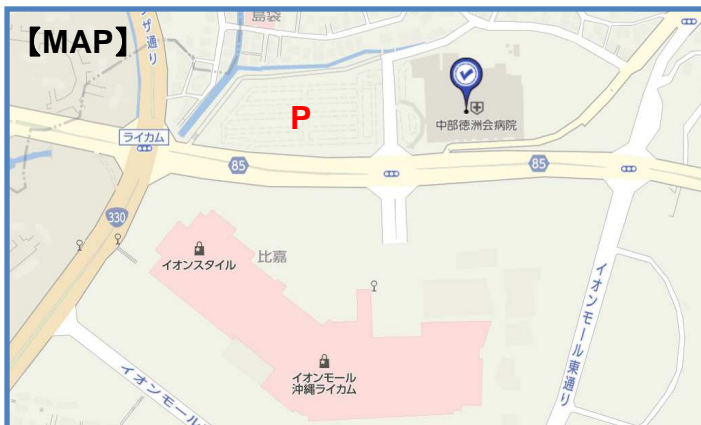 【MAP】
島袋
ザ通り
P
中部徳洲会病院
ライカム
85
85
330
イオンスタイル
比嘉
イオンモール
沖縄ライカム
イオンモール東通り
イオンモール